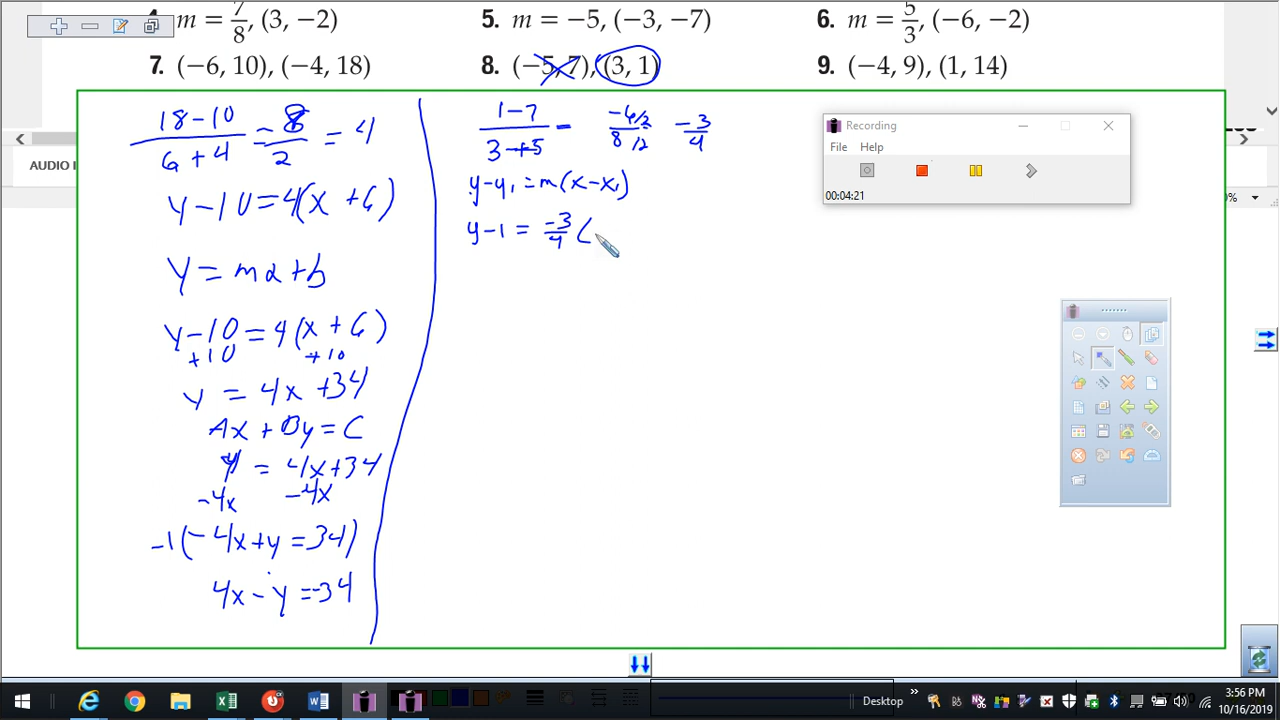 m = 7/8, (3, −2)
5. m = −5, (−3, −7)
6. m = 5/3, (−6, −2)
7. (−6, 10), (−4, 18)
8. (−5, 7), (3, 1)
9. (−4, 9), (1, 14)
AUDIO
18-10 / 6+4 = 8/2 = 4
y-10=4(x+6)
y = mx+b
y-10=4(x+6)
+10 +10
y = 4x+34
Ax + By = C
y = 4x+34
-4x -4x
-1(-4x+y=34)
4x-y=-34
1-7 / 3+5 = -6/2 / 8/2 -3/4
y-y1=m(x-x1)
y-1 = -3/4 (
Recording
File Help
00:04:21
Desktop
3:56 PM
10/16/2019